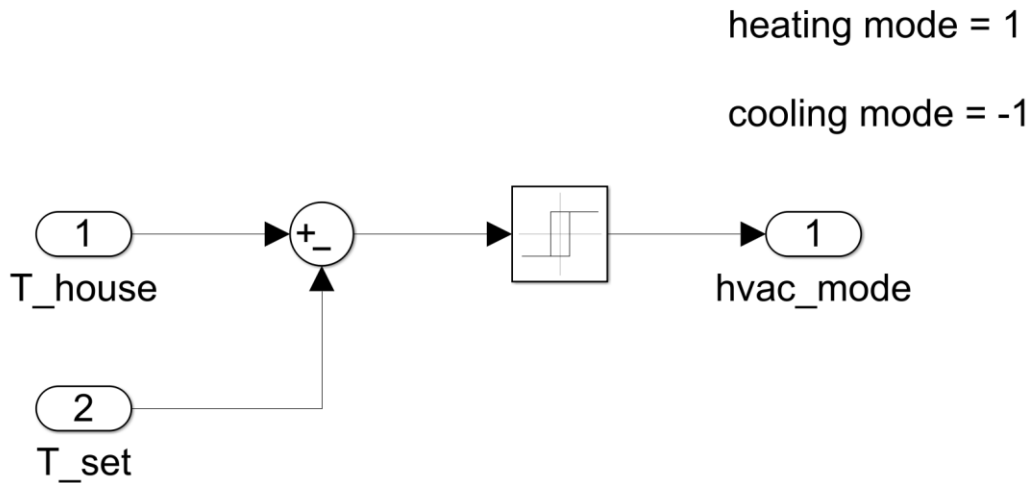 heating mode = 1
cooling mode = -1
1
+
−
1
T_house
hvac_mode
2
T_set